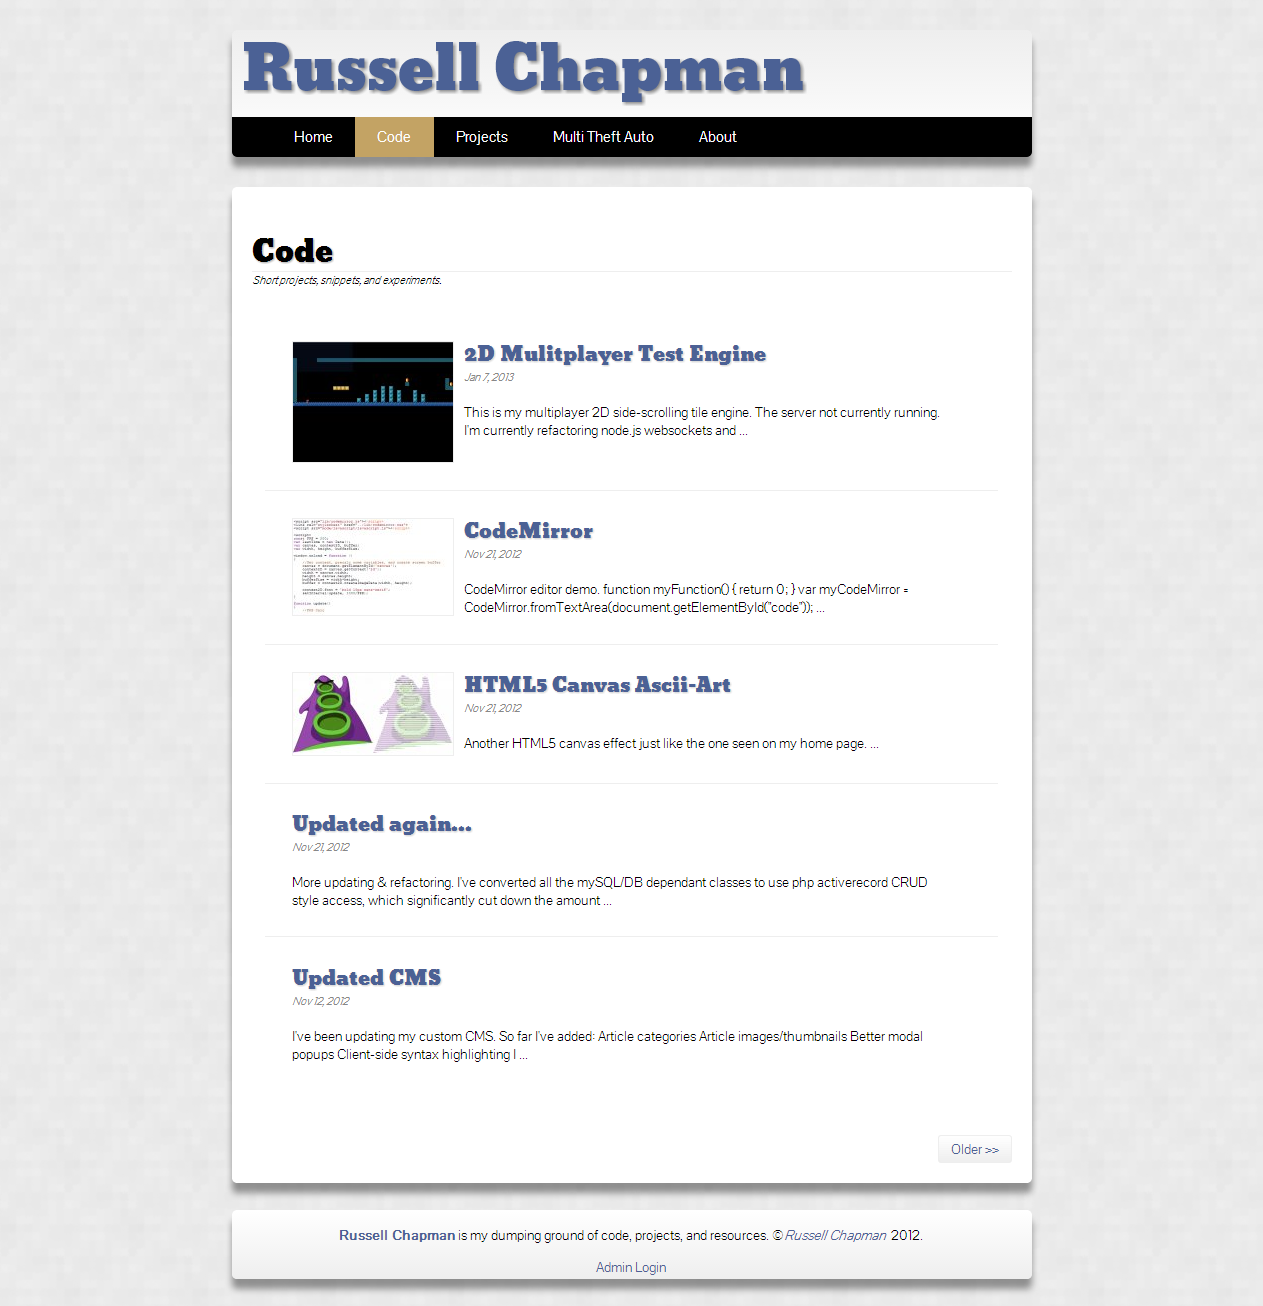 Russell Chapman
Home Code Projects Multi Theft Auto About
Code
Short projects, snippets, and experiments.
2D Mulitplayer Test Engine
Jan 7, 2013
This is my multiplayer 2D side-scrolling tile engine. The server not currently running.
I'm currently refactoring node.js websockets and ...
CodeMirror
Nov 21, 2012
CodeMirror editor demo. function myFunction() { return 0; } var myCodeMirror =
CodeMirror.fromTextArea(document.getElementById("code")); ...
HTML5 Canvas Ascii-Art
Nov 21, 2012
Another HTML5 canvas effect just like the one seen on my home page. ...
Updated again...
Nov 21, 2012
More updating & refactoring. I've converted all the mySQL/DB dependant classes to use php activerecord CRUD
style access, which significantly cut down the amount ...
Updated CMS
Nov 12, 2012
I've been updating my custom CMS. So far I've added: Article categories Article images/thumbnails Better modal
popups Client-side syntax highlighting I ...
Older >>
Russell Chapman is my dumping ground of code, projects, and resources. © Russell Chapman 2012.
Admin Login